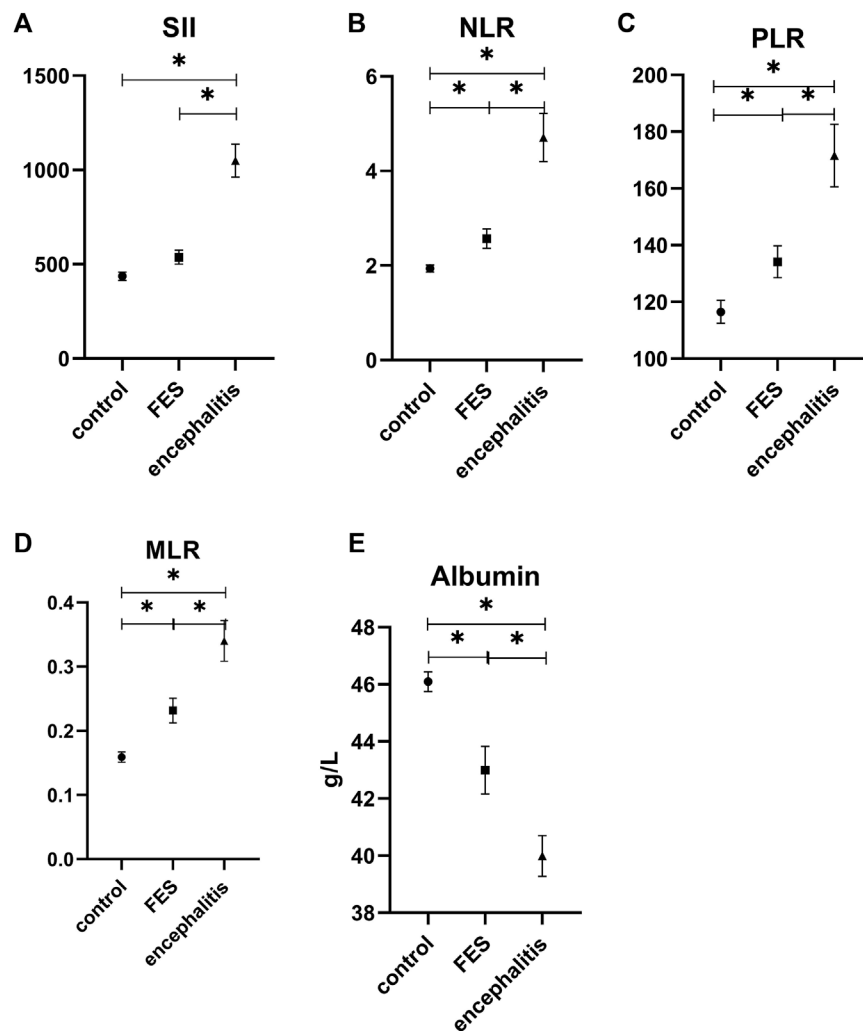 A
SII
*
*
1500
1000
500
0
control
FES
encephalitis
B
NLR
*
*
*
6
4
2
0
control
FES
encephalitis
C
PLR
*
*
*
200
180
160
140
120
100
control
FES
encephalitis
D
MLR
*
*
*
0.4
0.3
0.2
0.1
0.0
control
FES
encephalitis
E
Albumin
*
*
*
g/L
48
46
44
42
40
38
control
FES
encephalitis